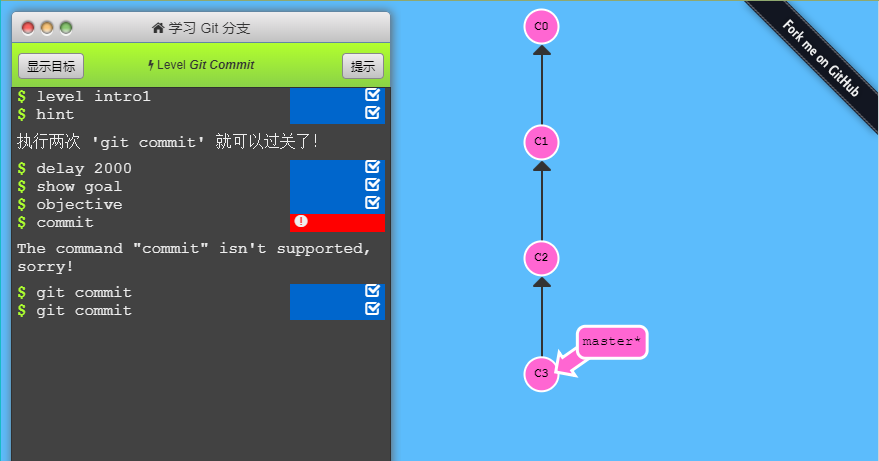 学习 Git 分支
显示目标
Level Git Commit
提示
$ level intro1
$ hint
执行两次 'git commit' 就可以过关了!
$ delay 2000
$ show goal
$ objective
$ commit
The command "commit" isn't supported,
sorry!
$ git commit
$ git commit
C0
C1
C2
master*
C3
Fork me on GitHub